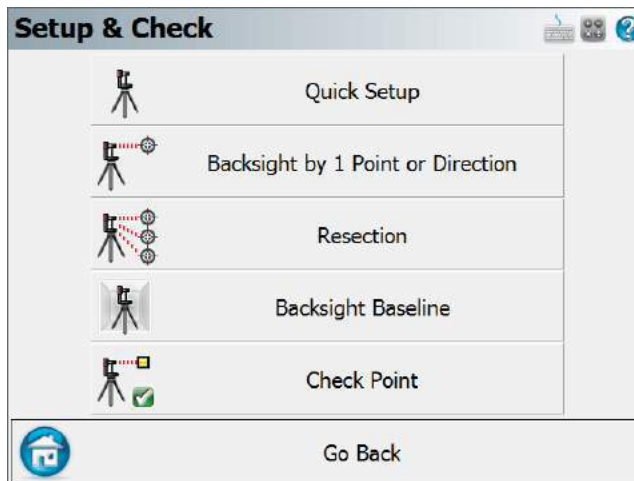 Setup & Check
Quick Setup
Backsight by 1 Point or Direction
Resection
Backsight Baseline
Check Point
Go Back